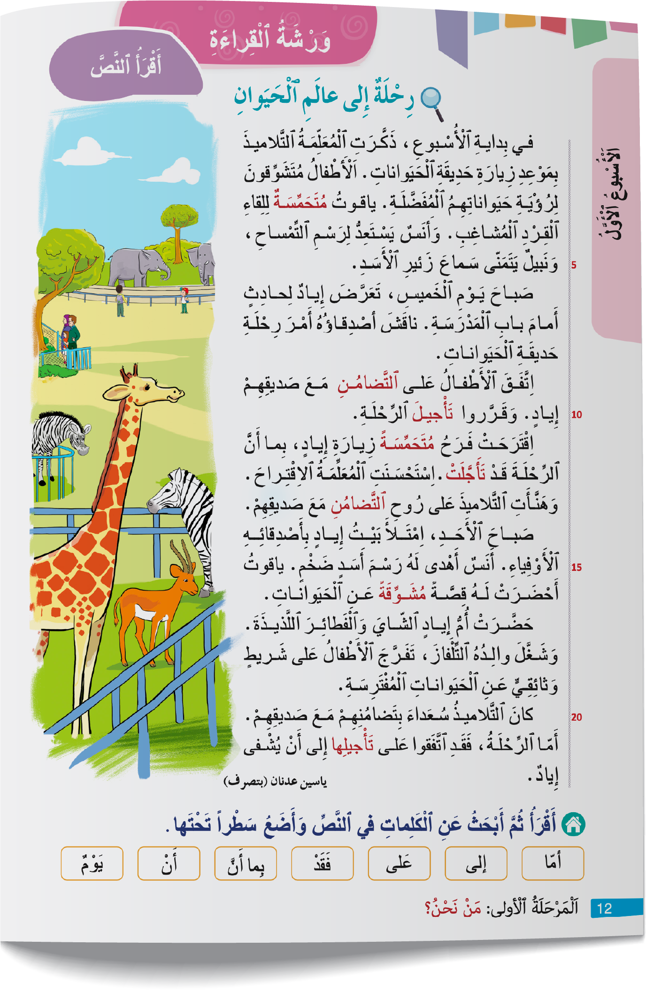 وَرْشَةُ ٱلْقِراءَةِ
أَقْرَأُ ٱلنَّصَّ
اَلْأُسْبُوعُ ٱلْأَوَّلُ
رِحْلَةٌ إِلى عالَمِ ٱلْحَيَوانِ
في بِدايةِ ٱلْأُسْبوعِ، ذَكَّرَتِ ٱلْمُعَلِّمَةُ ٱلتَّلاميذَ
بِمَوْعِدِ زِيارَةِ حَدِيقَةِ ٱلْحَيَواناتِ. اَلْأَطْفالُ مُتَشَوِّقونَ
لِرُؤْيَةِ حَيَواناتِهِمُ ٱلْمُفَضَّلَةِ. ياقوتُ مُتَحَمِّسَةٌ لِلِقاءِ
ٱلْقِرْدِ ٱلْمُشاغِبِ. وَأَنَسٌ يَسْتَعِدُّ لِرَسْمِ ٱلتِّمْساحِ،
وَنَبيلٌ يَتَمَنّى سَماعَ زَئيرِ ٱلْأَسَدِ.
5
صَباحَ يَوْمِ ٱلْخَميسِ، تَعَرَّضَ إِيادٌ لِحادِثٍ
أَمامَ بابِ ٱلْمَدْرَسَةِ. ناقَشَ أَصْدِقاؤُهُ أَمْرَ رِحْلَةِ
حَديقَةِ ٱلْحَيَواناتِ.
اِتَّفَقَ ٱلْأَطْفالُ عَلى ٱلتَّضامُنِ مَعَ صَديقِهِمْ
إِيادٍ. وَقَرَّروا تَأْجيلَ ٱلرِّحْلَةِ.
10
اِقْتَرَحَتْ فَرَحُ مُتَحَمِّسَةً زِيارَةِ إِيادٍ، بِما أَنَّ
ٱلرِّحْلَةَ قَدْ تَأَجَّلَتْ. اِسْتَحْسَنَتِ ٱلْمُعَلِّمَةُ ٱلاِقْتِراحَ.
وَهَنَّأَتِ ٱلتَّلاميذَ عَلى رُوحِ ٱلتَّضامُنِ مَعَ صَديقِهِمْ.
صَباحَ ٱلْأَحَدِ، اِمْتَلأَ بَيْتُ إِيادٍ بِأَصْدِقائِهِ
ٱلْأَوْفِياءِ. أَنَسٌ أَهْدى لَهُ رَسْمَ أَسَدٍ ضَخْمٍ. ياقوتُ
15
أَحْضَرَتْ لَهُ قِصَّةً مُشَوِّقَةً عَنِ ٱلْحَيَواناتِ.
حَضَّرَتْ أُمُّ إِيادٍ ٱلشّايَ وَٱلْفَطائِرَ ٱللَّذيذَةَ.
وَشَغَّلَ والِدُهُ ٱلتِّلْفازَ، تَفَرَّجَ ٱلْأَطْفالُ عَلى شَريطٍ
وَثائِقِيٍّ عَنِ ٱلْحَيَواناتِ ٱلْمُفْتَرِسَةِ.
كانَ ٱلتَّلاميذُ سُعَداءَ بِتَضامُنِهِمْ مَعَ صَديقِهِمْ.
20
أَمّا ٱلرِّحْلَةُ، فَقَدِ ٱتَّفَقوا عَلى تَأْجيلِها إِلى أَنْ يُشْفى
إِيادٌ.
ياسين عدنان (بتصرف)
أَقْرَأُ ثُمَّ أَبْحَثُ عَنِ ٱلْكَلِماتِ في ٱلنَّصِّ وَأَضَعُ سَطْراً تَحْتَها.
أَمّا إِلى عَلى فَقَدْ بِما أَنَّ أَنْ يَوْمٌ
12 اَلْمَرْحَلَةُ ٱلْأولى: مَنْ نَحْنُ؟